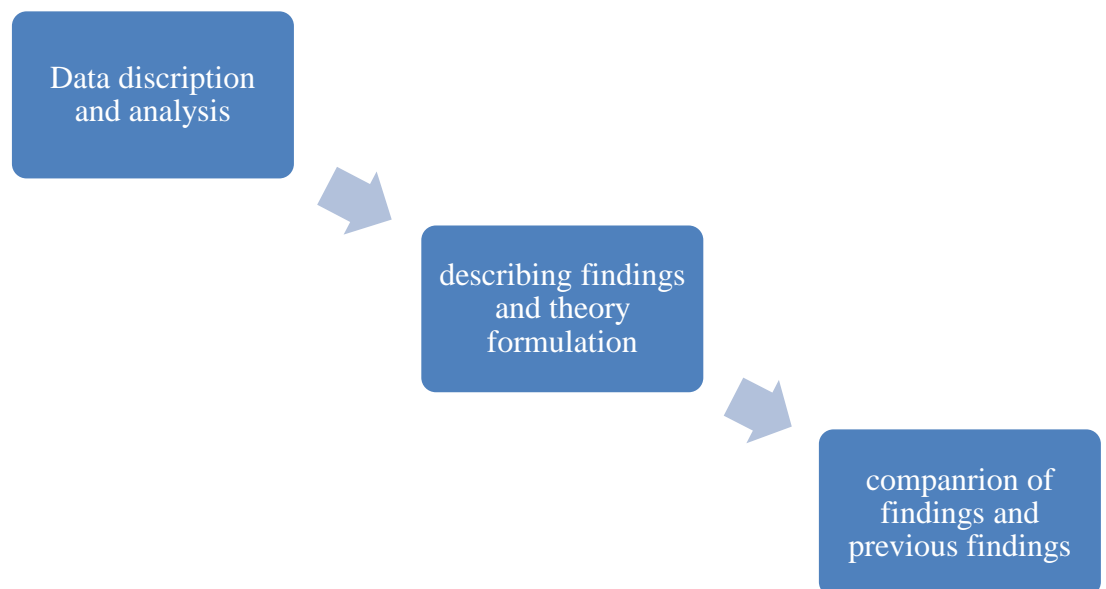 Data discription
and analysis
describing findings
and theory
formulation
companrion of
findings and
previous findings